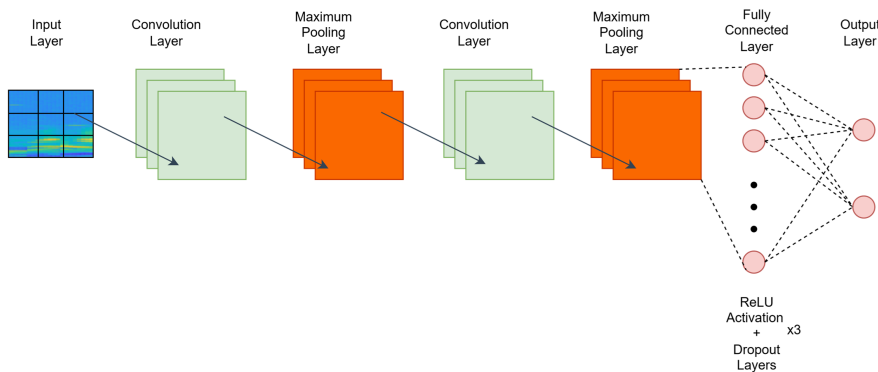 Input
Layer
Convolution
Layer
Maximum
Pooling
Layer
Convolution
Layer
Maximum
Pooling Layer
Fully
Connected
Layer
Output
Layer
ReLU
Activation
+ x3
Dropout
Layers